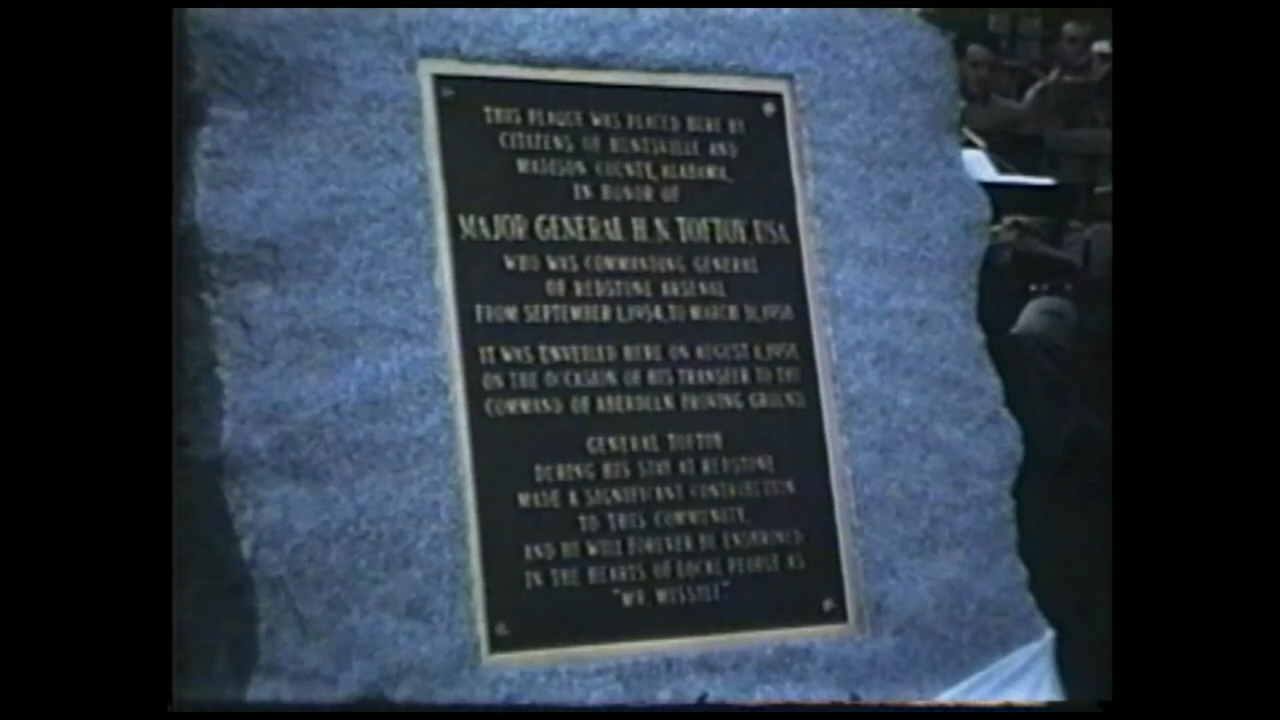 THIS PLAQUE WAS PLACED HERE BY
CITIZENS OF HUNTSVILLE AND
MADISON COUNTY, ALABAMA,
IN HONOR OF
MAJOR GENERAL H. N. TOFTOY, USA
WHO WAS COMMANDING GENERAL
OF REDSTONE ARSENAL
FROM SEPTEMBER 1, 1954, TO MARCH 31, 1958
IT WAS UNVEILED HERE ON AUGUST 1958,
ON THE OCCASION OF HIS TRANSFER TO THE
COMMAND OF ABERDEEN PROVING GROUND
GENERAL TOFTOY
DURING HIS STAY AT REDSTONE
MADE A SIGNIFICANT CONTRIBUTION
TO THIS COMMUNITY,
AND HE WILL FOREVER BE ENSHRINED
IN THE HEARTS OF LOCAL PEOPLE AS
"MR. MISSILE"